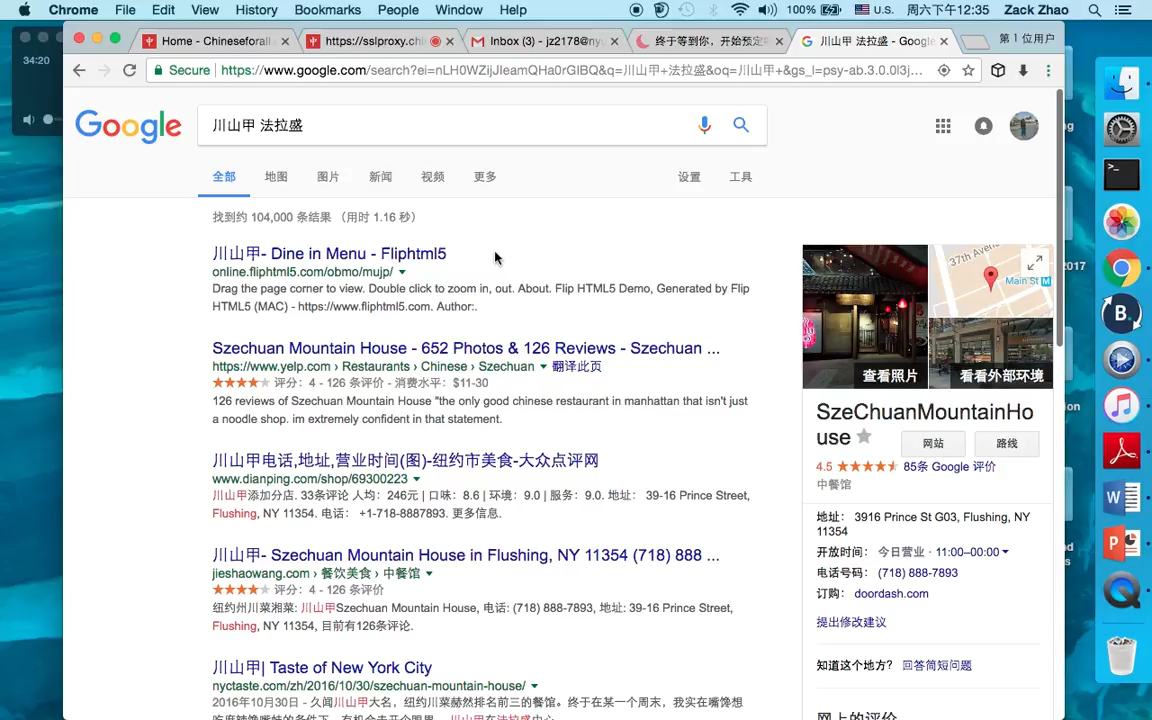 Chrome File Edit View History Bookmarks People Window Help 100% U.S. 周六下午12:35 Zack Zhao
34:20
Home - Chineseforall × https://sslproxy.ch × Inbox (3) - jz2178@nyu × 终于等到你，开始预定 × 川山甲 法拉盛 - Google × 第 1 位用户
Secure https://www.google.com/search?ei=nLH0WZijJIeamQHa0rGIBQ&q=川山甲+法拉盛&oq=川山甲+&gs_l=psy-ab.3.0.0l3j...
Google 川山甲 法拉盛
全部 地图 图片 新闻 视频 更多 设置 工具
找到约 104,000 条结果 （用时 1.16 秒）
川山甲- Dine in Menu - Fliphtml5
online.fliphtml5.com/obmo/mujp/
Drag the page corner to view. Double click to zoom in, out. About. Flip HTML5 Demo, Generated by Flip
HTML5 (MAC) - https://www.fliphtml5.com. Author:.
Szechuan Mountain House - 652 Photos & 126 Reviews - Szechuan ...
https://www.yelp.com › Restaurants › Chinese › Szechuan 翻译此页
评分：4 - 126 条评价 - 消费水平：$11-30
126 reviews of Szechuan Mountain House "the only good chinese restaurant in manhattan that isn't just
a noodle shop. im extremely confident in that statement.
川山甲电话,地址,营业时间(图)-纽约市美食-大众点评网
www.dianping.com/shop/69300223
川山甲添加分店. 33条评论 人均：246元 | 口味：8.6 | 环境：9.0 | 服务：9.0. 地址： 39-16 Prince Street,
Flushing, NY 11354. 电话： +1-718-8887893. 更多信息.
川山甲- Szechuan Mountain House in Flushing, NY 11354 (718) 888 ...
jieshaowang.com › 餐饮美食 › 中餐馆
评分：4 - 126 条评价
纽约州川菜湘菜: 川山甲Szechuan Mountain House, 电话: (718) 888-7893, 地址: 39-16 Prince Street,
Flushing, NY 11354, 目前有126条评论.
川山甲| Taste of New York City
nyctaste.com/zh/2016/10/30/szechuan-mountain-house/
2016年10月30日 - 久闻川山甲大名，纽约川菜赫然排名前三的餐馆。终于在某一个周末，我实在嘴馋想
37th Avenue
Main St M
查看照片 看看外部环境
SzeChuanMountainHo
use 网站 路线
4.5 85条 Google 评价
中餐馆
地址： 3916 Prince St G03, Flushing, NY
11354
开放时间： 今日营业 · 11:00–00:00
电话号码： (718) 888-7893
订购： doordash.com
提出修改建议
知道这个地方？ 回答简短问题
网上的评价
2017